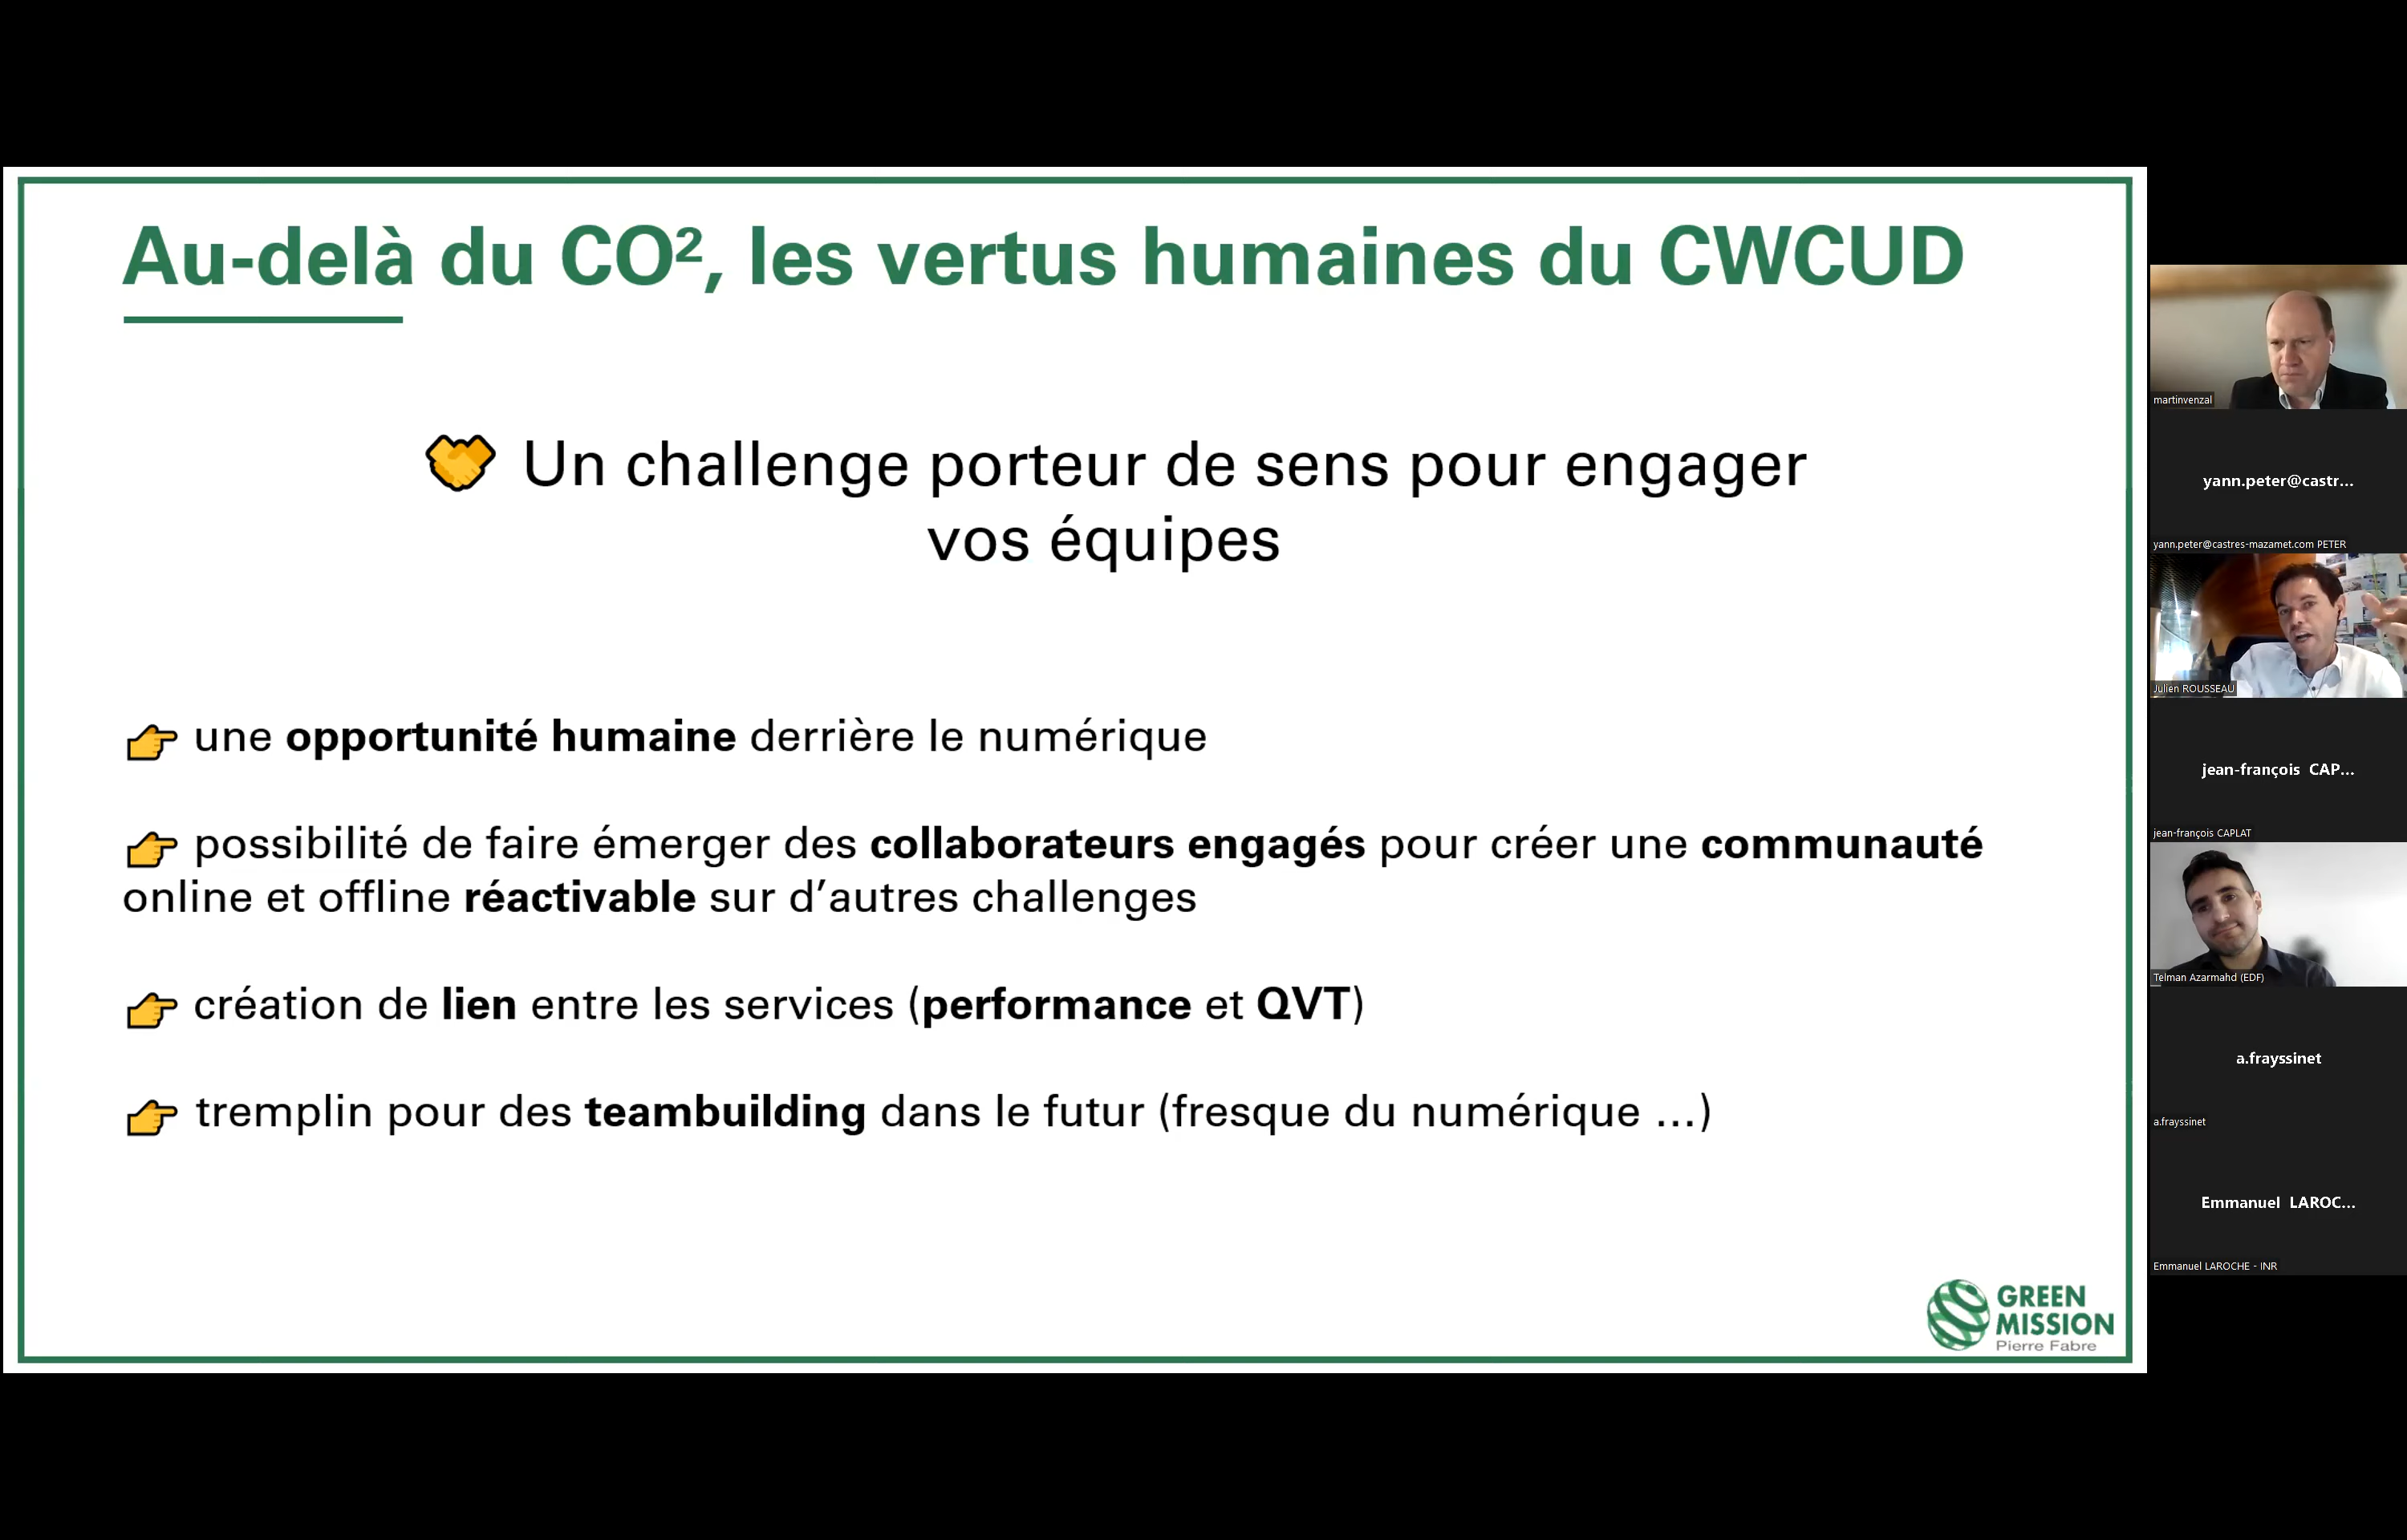 Au-delà du CO², les vertus humaines du CWCUD
🤝 Un challenge porteur de sens pour engager
vos équipes
👉 une opportunité humaine derrière le numérique
👉 possibilité de faire émerger des collaborateurs engagés pour créer une communauté
online et offline réactivable sur d’autres challenges
👉 création de lien entre les services (performance et QVT)
👉 tremplin pour des teambuilding dans le futur (fresque du numérique ...)
GREEN
MISSION
Pierre Fabre
martinvenzal
yann.peter@castr...
yann.peter@castres-mazamet.com PETER
Julien ROUSSEAU
jean-françois CAP...
jean-françois CAPLAT
Telman Azarmahd (EDF)
a.frayssinet
a.frayssinet
Emmanuel LAROC...
Emmanuel LAROCHE - INR